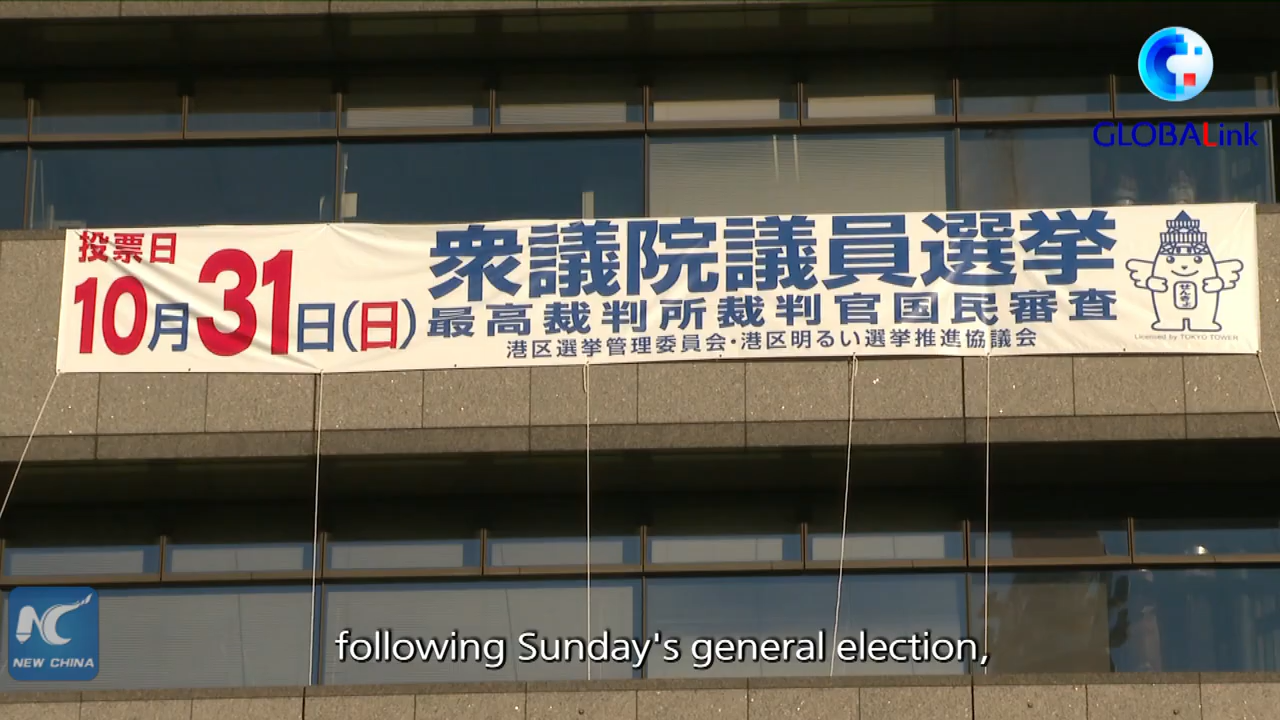 GLOBALink
投票日
10月31日(日)
衆議院議員選挙
最高裁判所裁判官国民審査
港区選挙管理委員会・港区明るい選挙推進協議会
Licensed by TOKYO TOWER
NEW CHINA
following Sunday's general election,